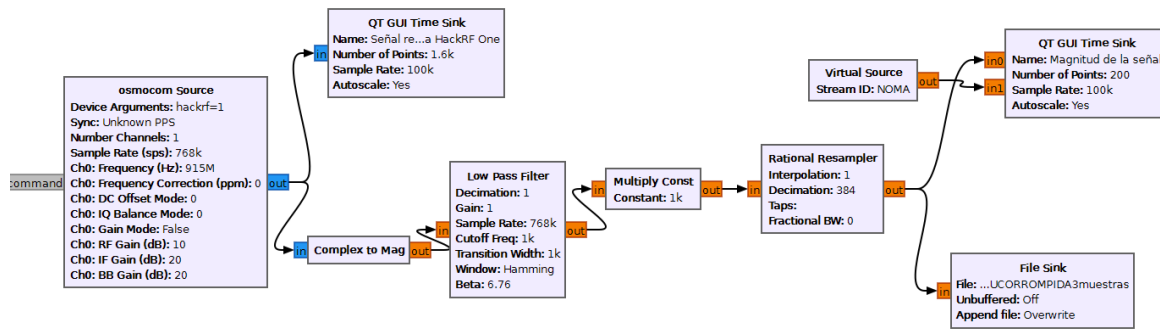 QT GUI Time Sink
Name: Señal re...a HackRF One
Number of Points: 1.6k
Sample Rate: 100k
Autoscale: Yes
in
osmocom Source
Device Arguments: hackrf=1
Sync: Unknown PPS
Number Channels: 1
Sample Rate (sps): 768k
Ch0: Frequency (Hz): 915M
Ch0: Frequency Correction (ppm): 0
Ch0: DC Offset Mode: 0
Ch0: IQ Balance Mode: 0
Ch0: Gain Mode: False
Ch0: RF Gain (dB): 10
Ch0: IF Gain (dB): 20
Ch0: BB Gain (dB): 20
command
out
in
Complex to Mag
out
in
Low Pass Filter
Decimation: 1
Gain: 1
Sample Rate: 768k
Cutoff Freq: 1k
Transition Width: 1k
Window: Hamming
Beta: 6.76
out
in
Multiply Const
Constant: 1k
out
in
Rational Resampler
Interpolation: 1
Decimation: 384
Taps:
Fractional BW: 0
out
Virtual Source
Stream ID: NOMA
out
in0
in1
QT GUI Time Sink
Name: Magnitud de la señal
Number of Points: 200
Sample Rate: 100k
Autoscale: Yes
in
File Sink
File: ...UCORROMPIDA3muestras
Unbuffered: Off
Append file: Overwrite